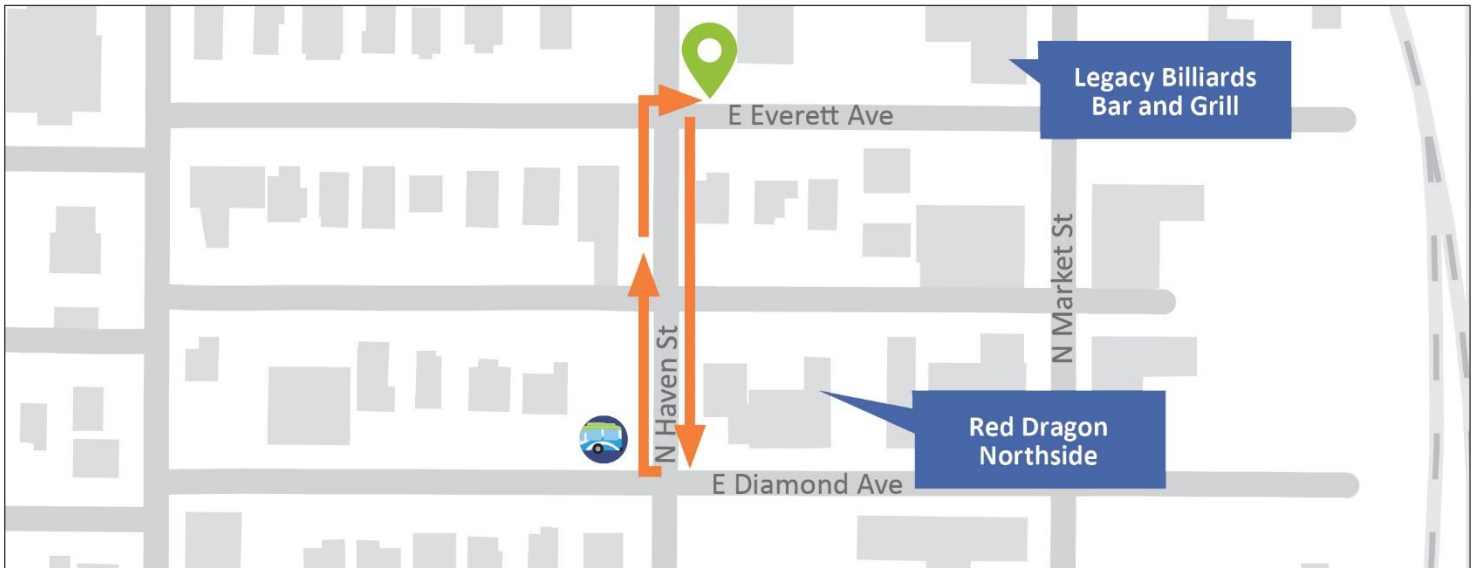 Legacy Billiards
Bar and Grill
E Everett Ave
N Market St
N Haven St
Red Dragon
Northside
E Diamond Ave